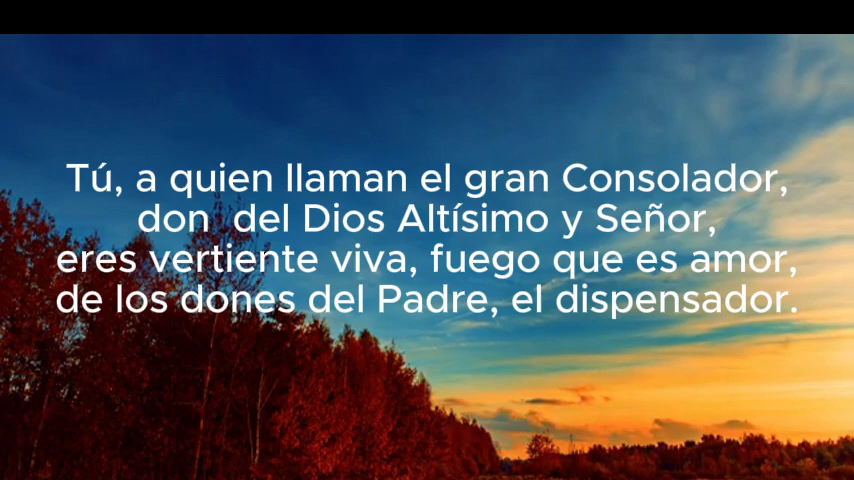 Tú, a quien llaman el gran Consolador,
don del Dios Altísimo y Señor,
eres vertiente viva, fuego que es amor,
de los dones del Padre, el dispensador.